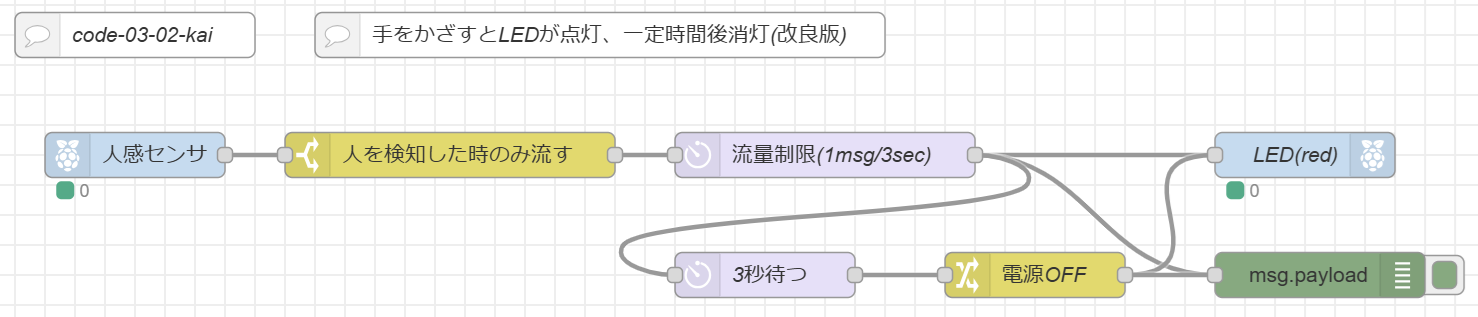 code-03-02-kai
手をかざすとLEDが点灯、一定時間後消灯(改良版)
人感センサ
人を検知した時のみ流す
流量制限(1msg/3sec)
LED(red)
0
0
3秒待つ
電源OFF
msg.payload